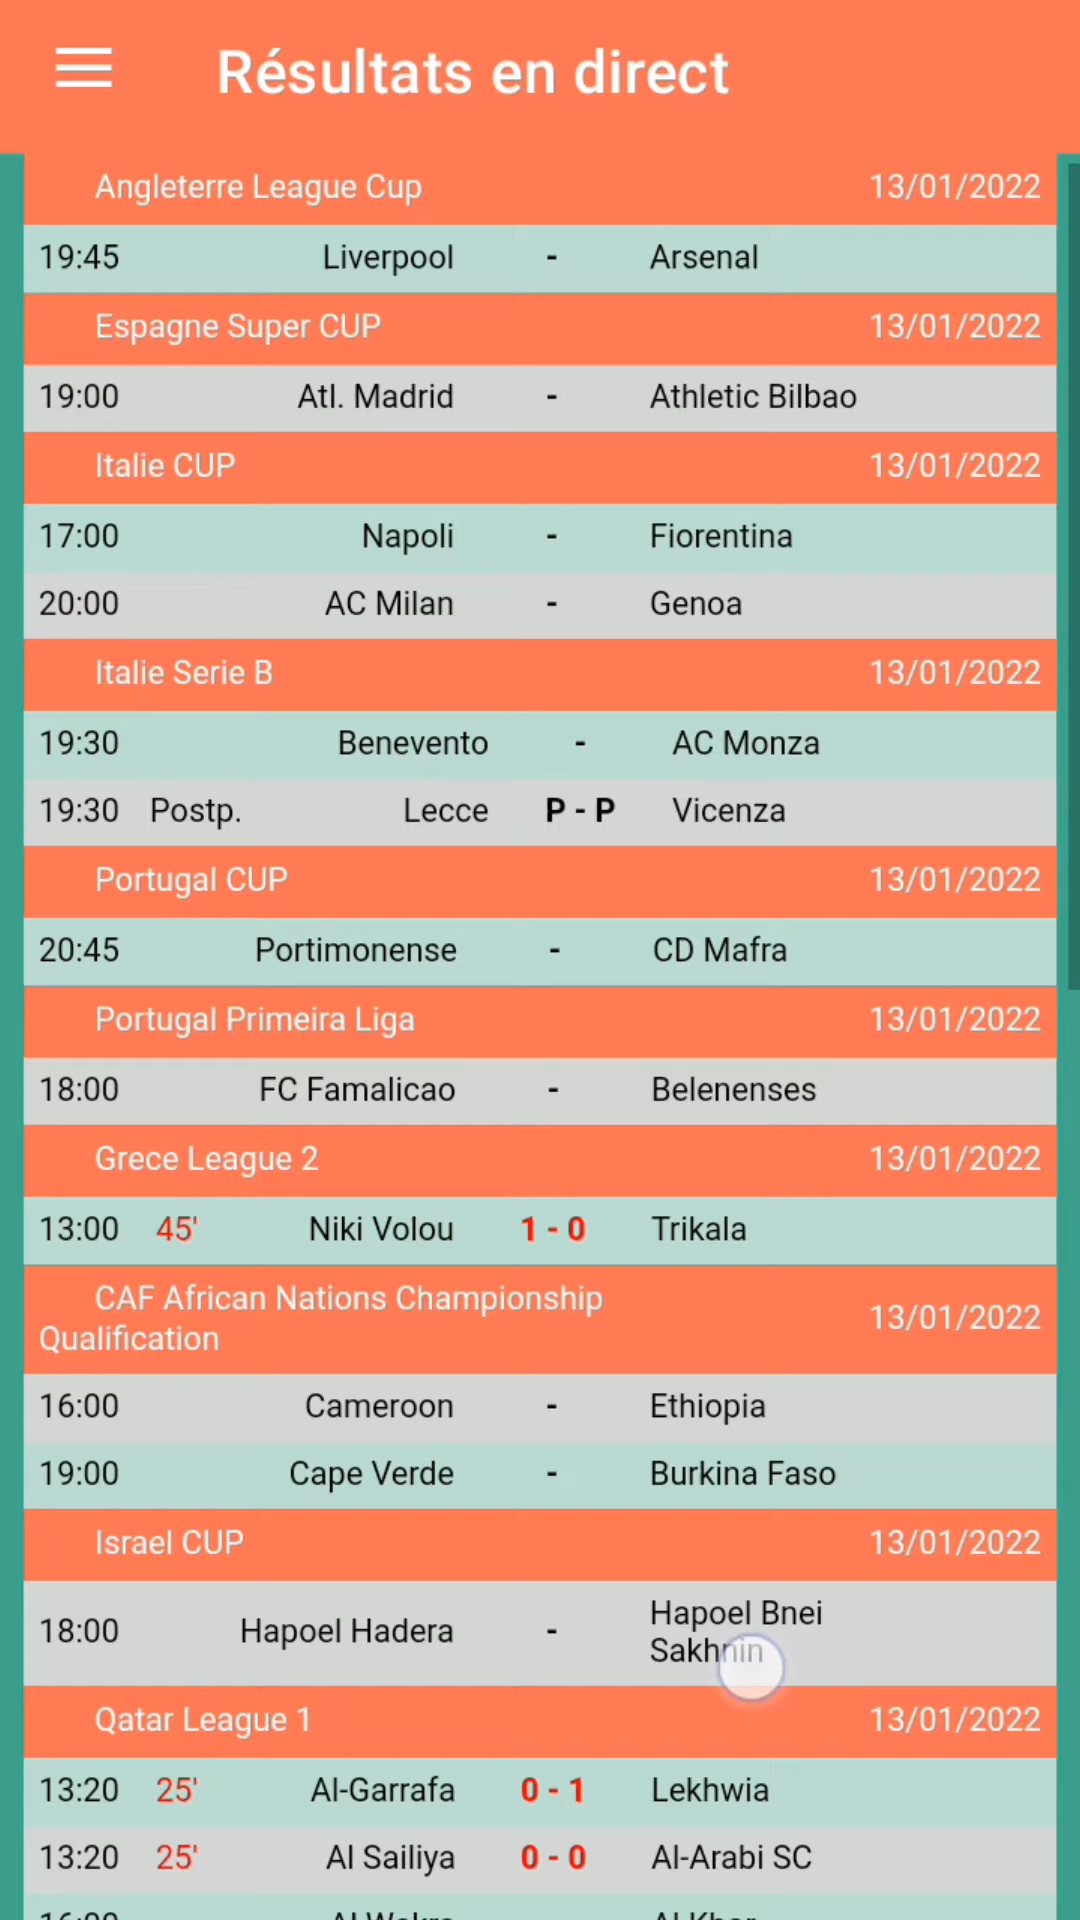 Résultats en direct
Angleterre League Cup 13/01/2022
19:45 Liverpool - Arsenal
Espagne Super CUP 13/01/2022
19:00 Atl. Madrid - Athletic Bilbao
Italie CUP 13/01/2022
17:00 Napoli - Fiorentina
20:00 AC Milan - Genoa
Italie Serie B 13/01/2022
19:30 Benevento - AC Monza
19:30 Postp. Lecce P - P Vicenza
Portugal CUP 13/01/2022
20:45 Portimonense - CD Mafra
Portugal Primeira Liga 13/01/2022
18:00 FC Famalicao - Belenenses
Grece League 2 13/01/2022
13:00 45' Niki Volou 1 - 0 Trikala
CAF African Nations Championship
Qualification 13/01/2022
16:00 Cameroon - Ethiopia
19:00 Cape Verde - Burkina Faso
Israel CUP 13/01/2022
18:00 Hapoel Hadera - Hapoel Bnei
Sakhnin
Qatar League 1 13/01/2022
13:20 25' Al-Garrafa 0 - 1 Lekhwia
13:20 25' Al Sailiya 0 - 0 Al-Arabi SC